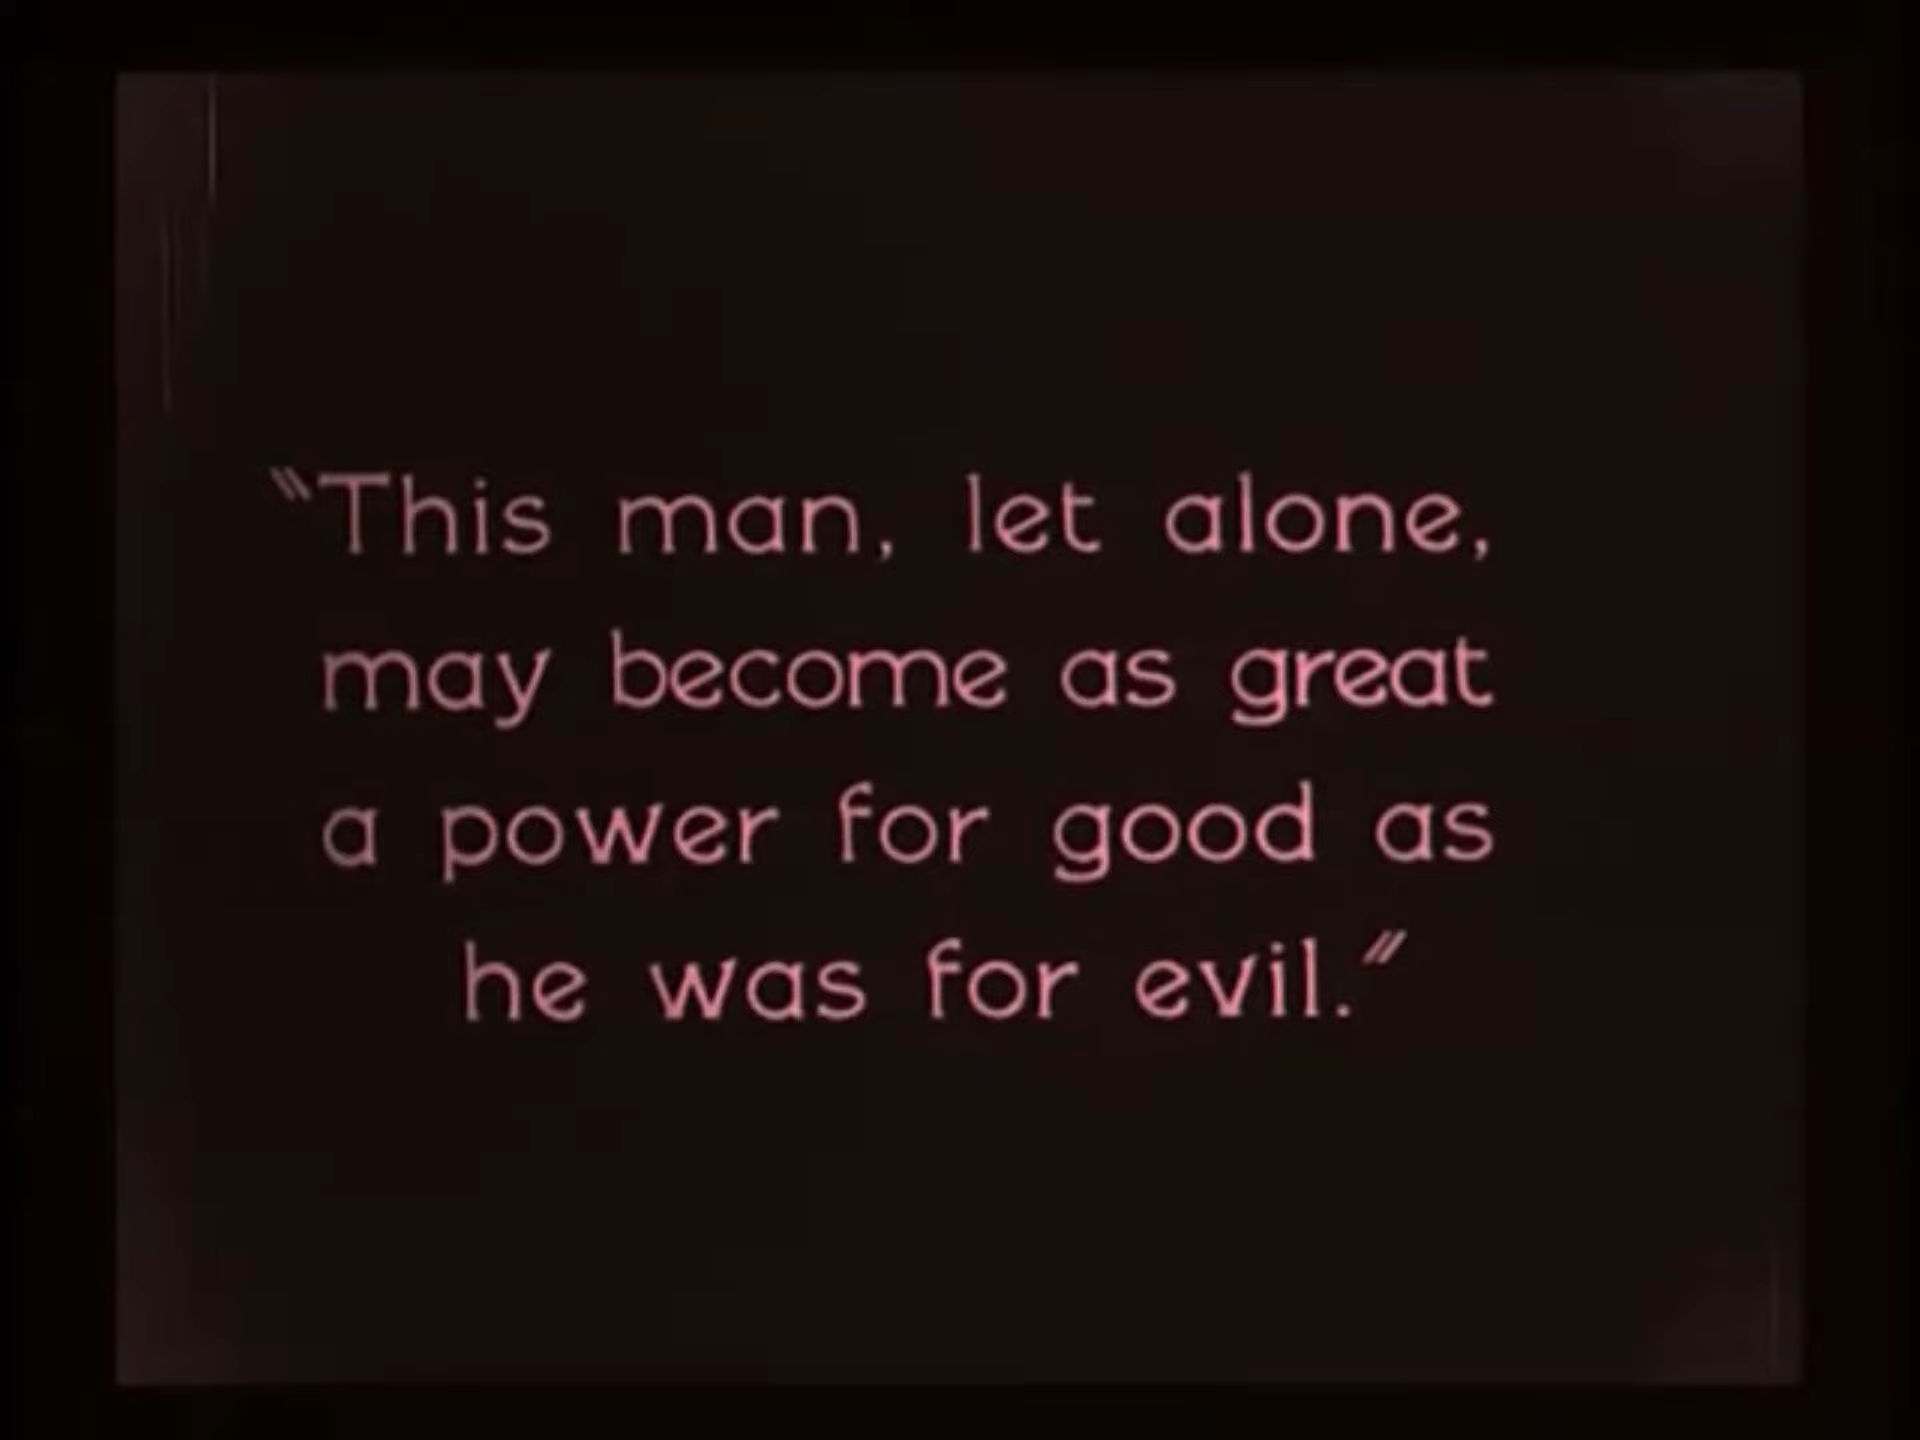 "This man, let alone,
may become as great
a power for good as
he was for evil."